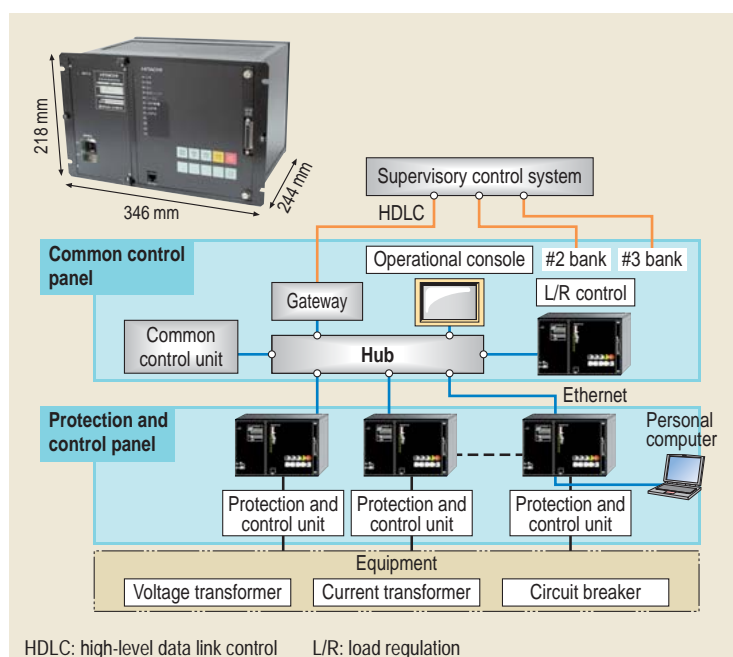 218 mm
346 mm
244 mm
HITACHI
Supervisory control system
HDLC
Common control
panel
Operational console
#2 bank
#3 bank
Gateway
L/R control
Common
control unit
Hub
Ethernet
Protection and
control panel
Personal
computer
Protection and
control unit
Protection and
control unit
Protection and
control unit
Equipment
Voltage transformer
Current transformer
Circuit breaker
HDLC: high-level data link control
L/R: load regulation